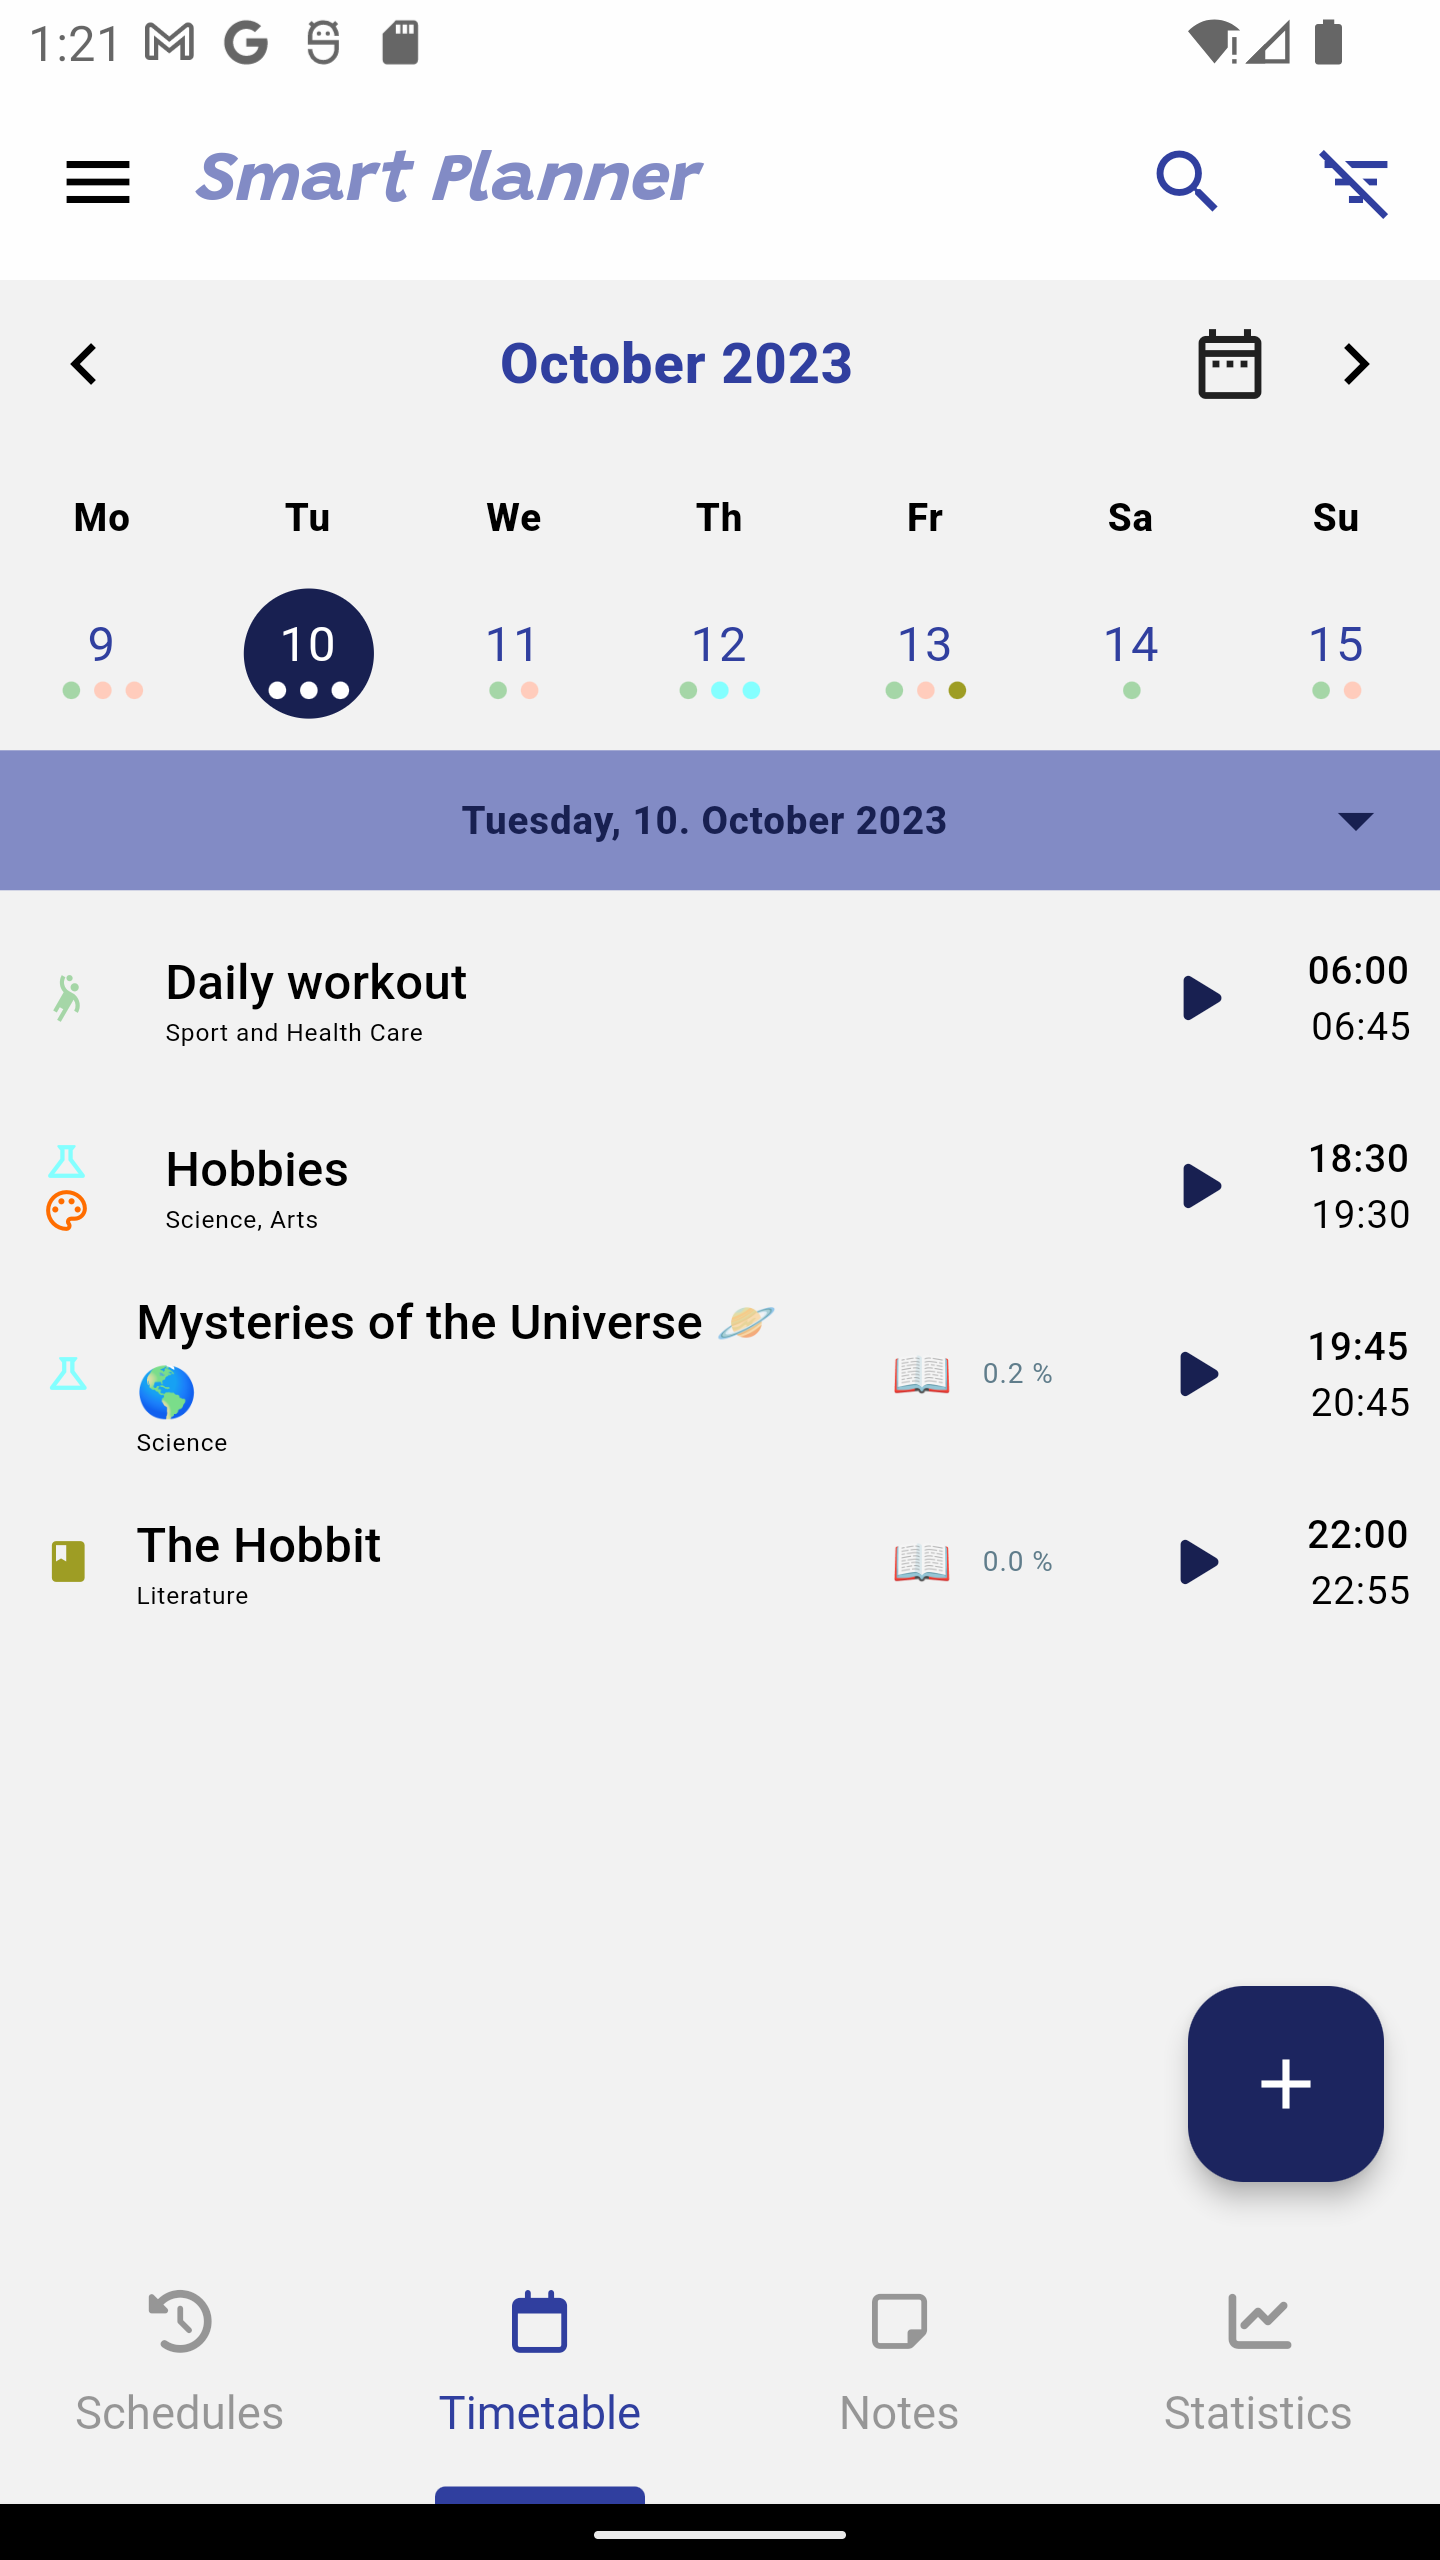 1:21
Smart Planner
October 2023
Mo Tu We Th Fr Sa Su
9 10 11 12 13 14 15
Tuesday, 10. October 2023
Daily workout
Sport and Health Care
06:00
06:45
Hobbies
Science, Arts
18:30
19:30
Mysteries of the Universe 🪐
🌎
Science
📖 0.2 %
19:45
20:45
The Hobbit
Literature
📖 0.0 %
22:00
22:55
Schedules Timetable Notes Statistics